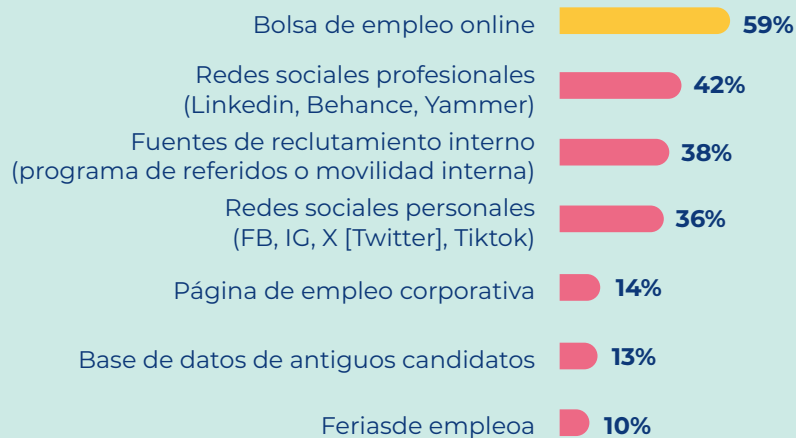 Bolsa de empleo online 59%
Redes sociales profesionales
(Linkedin, Behance, Yammer) 42%
Fuentes de reclutamiento interno
(programa de referidos o movilidad interna) 38%
Redes sociales personales
(FB, IG, X [Twitter], Tiktok) 36%
Página de empleo corporativa 14%
Base de datos de antiguos candidatos 13%
Feriasde empleoa 10%